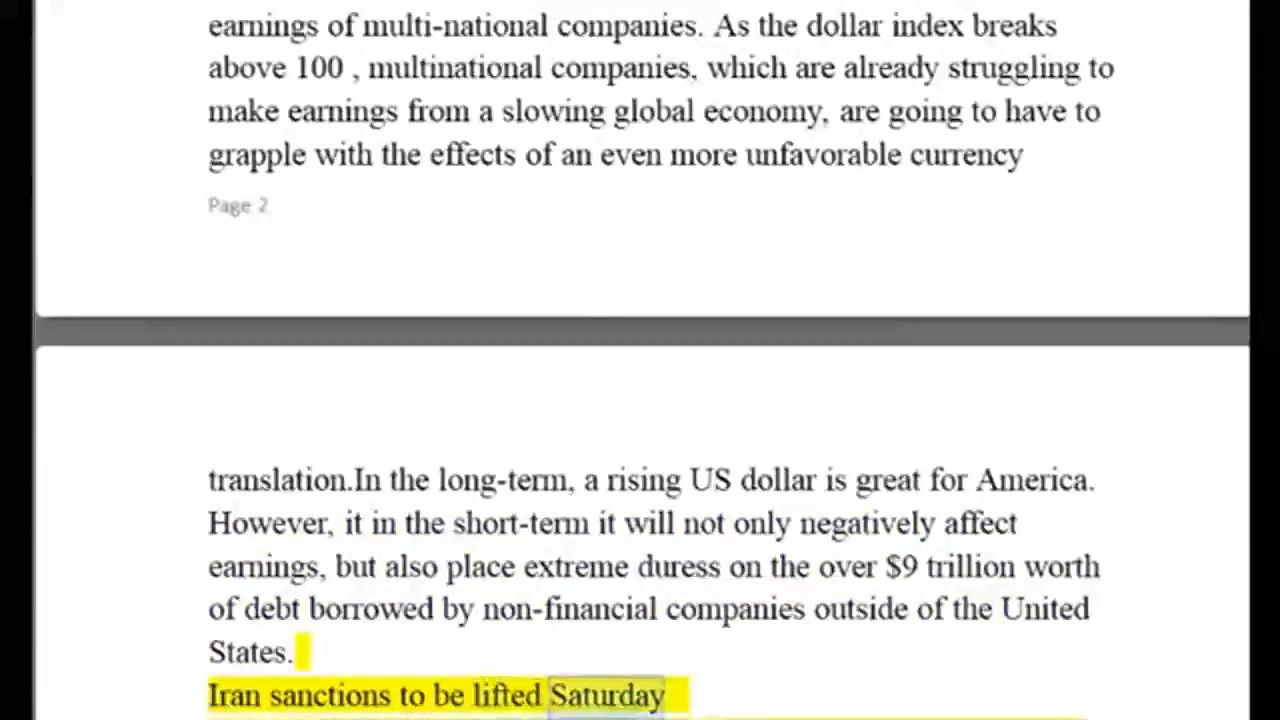 earnings of multi-national companies. As the dollar index breaks
above 100 , multinational companies, which are already struggling to
make earnings from a slowing global economy, are going to have to
grapple with the effects of an even more unfavorable currency
Page 2
translation.In the long-term, a rising US dollar is great for America.
However, it in the short-term it will not only negatively affect
earnings, but also place extreme duress on the over $9 trillion worth
of debt borrowed by non-financial companies outside of the United
States.
Iran sanctions to be lifted Saturday